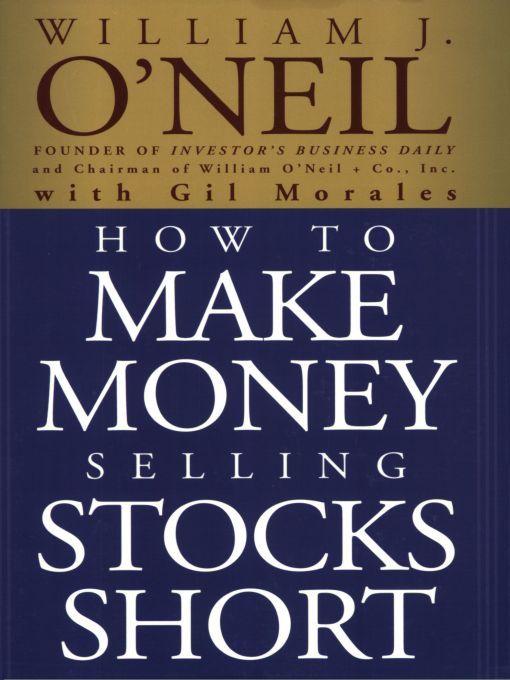 WILLIAM J.
O'NEIL
FOUNDER OF INVESTOR'S BUSINESS DAILY
and Chairman of William O'Neil + Co., Inc.
with Gil Morales
HOW TO
MAKE
MONEY
SELLING
STOCKS
SHORT